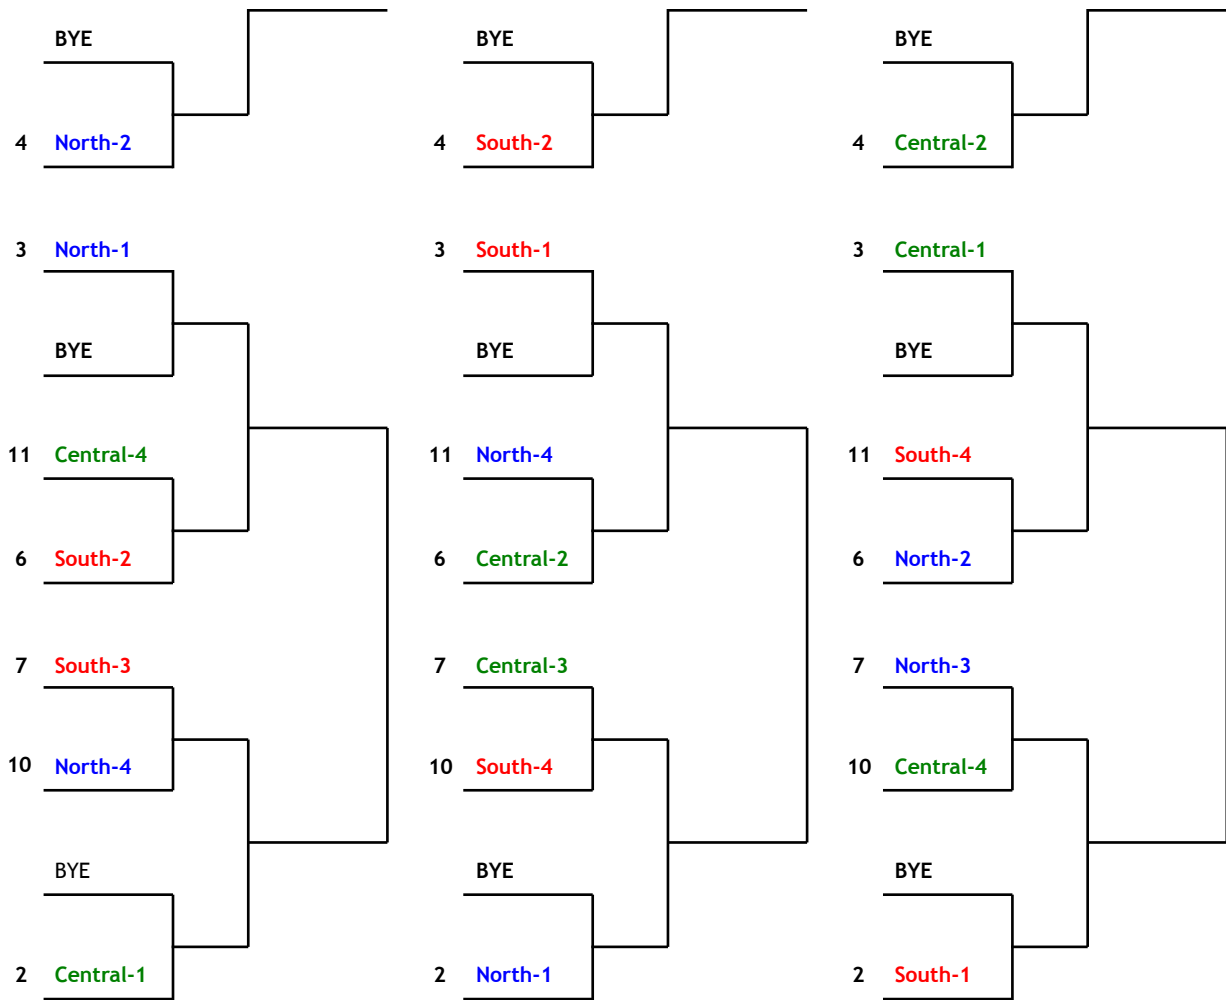 BYE BYE BYE
4 North-2 4 South-2 4 Central-2
3 North-1 3 South-1 3 Central-1
BYE BYE BYE
11 Central-4 11 North-4 11 South-4
6 South-2 6 Central-2 6 North-2
7 South-3 7 Central-3 7 North-3
10 North-4 10 South-4 10 Central-4
BYE BYE BYE
2 Central-1 2 North-1 2 South-1